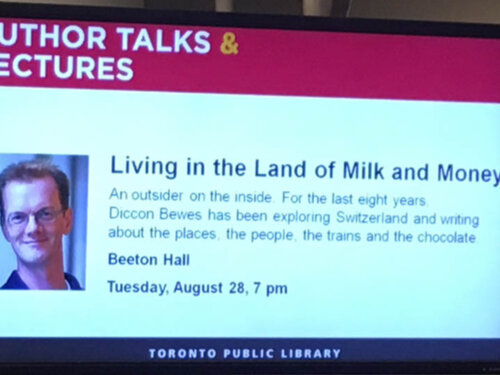 UTHOR TALKS &
ECTURES
Living in the Land of Milk and Money
An outsider on the inside. For the last eight years,
Diccon Bewes has been exploring Switzerland and writing
about the places, the people, the trains and the chocolate.
Beeton Hall
Tuesday, August 28, 7 pm
TORONTO PUBLIC LIBRARY